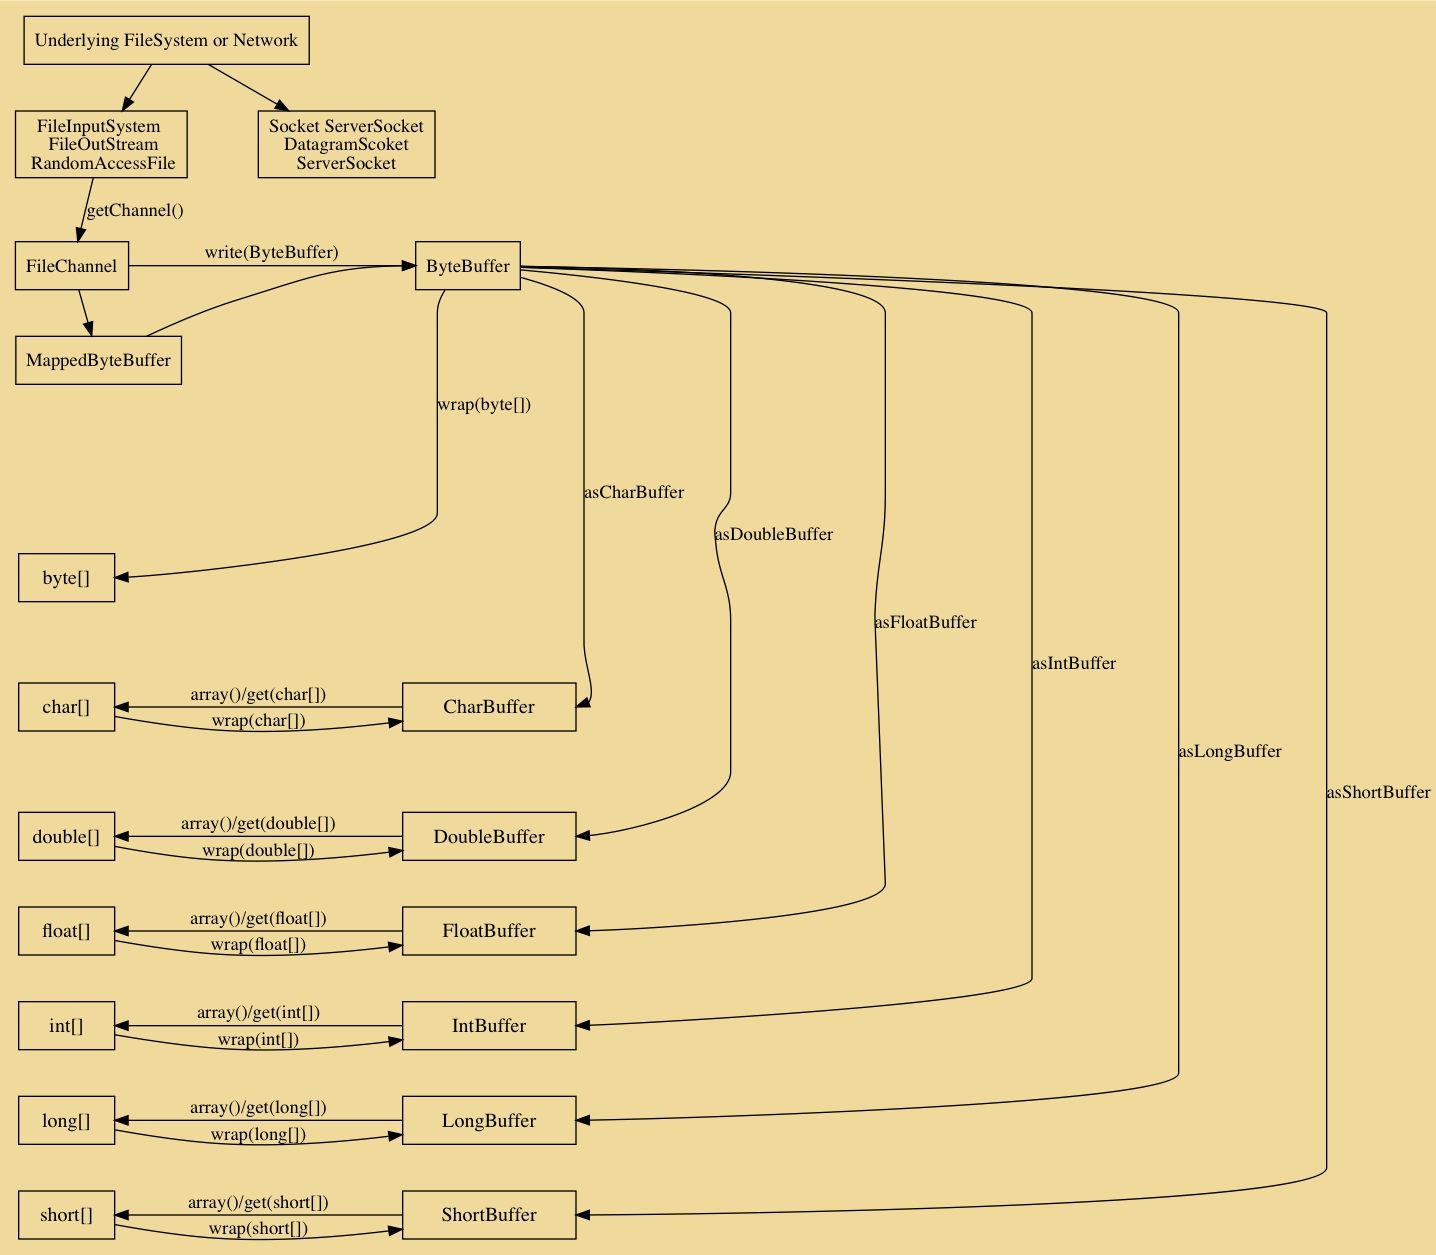 Underlying FileSystem or Network
FileInputSystem
FileOutStream
RandomAccessFile
Socket ServerSocket
DatagramScoket
ServerSocket
getChannel()
FileChannel
write(ByteBuffer)
ByteBuffer
MappedByteBuffer
wrap(byte[])
asCharBuffer
asDoubleBuffer
byte[]
asFloatBuffer
asIntBuffer
char[]
array()/get(char[])
wrap(char[])
CharBuffer
asLongBuffer
asShortBuffer
double[]
array()/get(double[])
wrap(double[])
DoubleBuffer
float[]
array()/get(float[])
wrap(float[])
FloatBuffer
int[]
array()/get(int[])
wrap(int[])
IntBuffer
long[]
array()/get(long[])
wrap(long[])
LongBuffer
short[]
array()/get(short[])
wrap(short[])
ShortBuffer